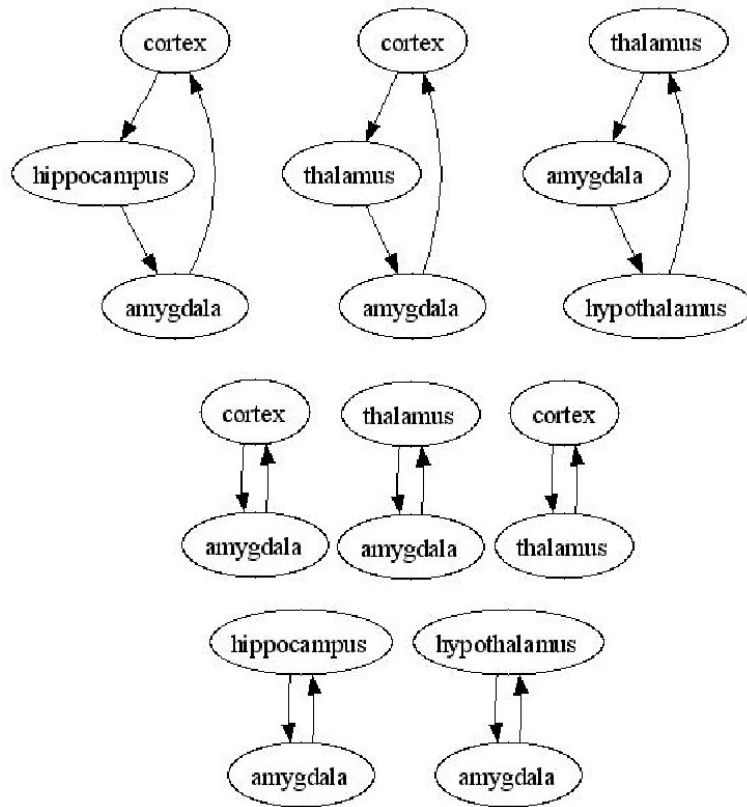 cortex cortex thalamus
hippocampus thalamus amygdala
amygdala amygdala hypothalamus
cortex thalamus cortex
amygdala amygdala thalamus
hippocampus hypothalamus
amygdala amygdala